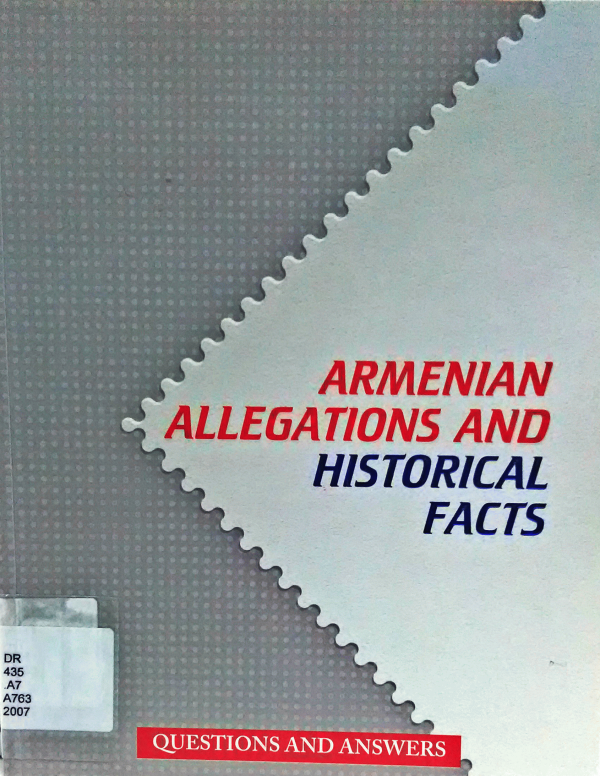 ARMENIAN
ALLEGATIONS AND
HISTORICAL
FACTS
DR
435
.A7
A763
2007
QUESTIONS AND ANSWERS